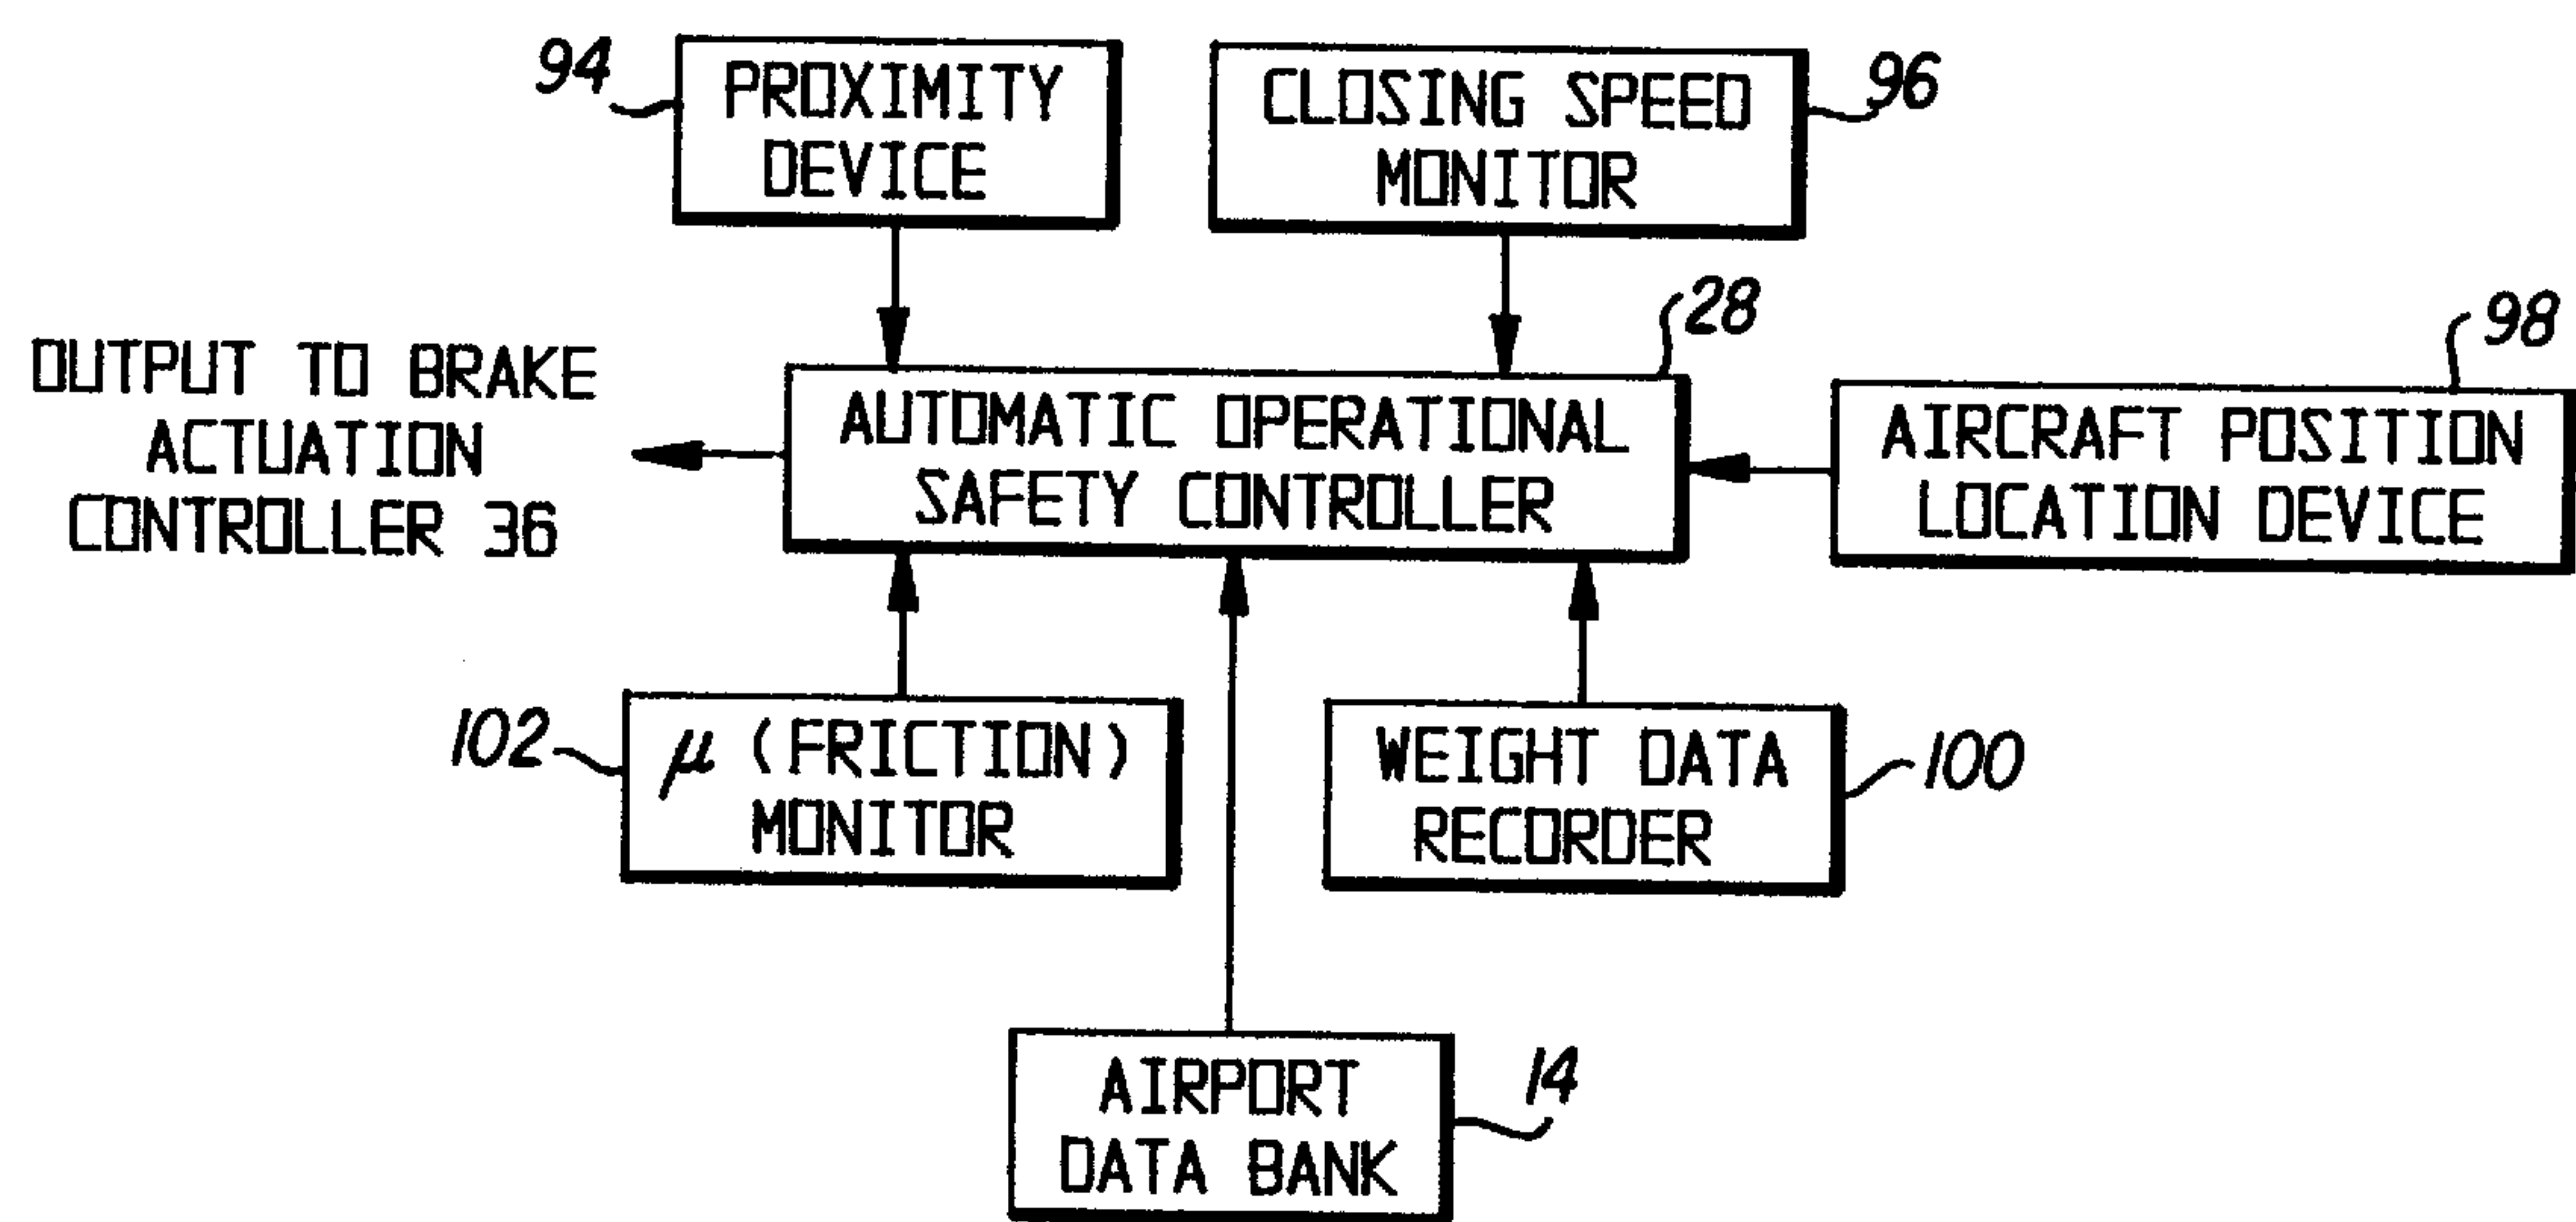 94
PROXIMITY
DEVICE
CLOSING SPEED
MONITOR
96
28
98
OUTPUT TO BRAKE
ACTUATION
CONTROLLER 36
AUTOMATIC OPERATIONAL
SAFETY CONTROLLER
AIRCRAFT POSITION
LOCATION DEVICE
102
μ (FRICTION)
MONITOR
WEIGHT DATA
RECORDER
100
AIRPORT
DATA BANK
14